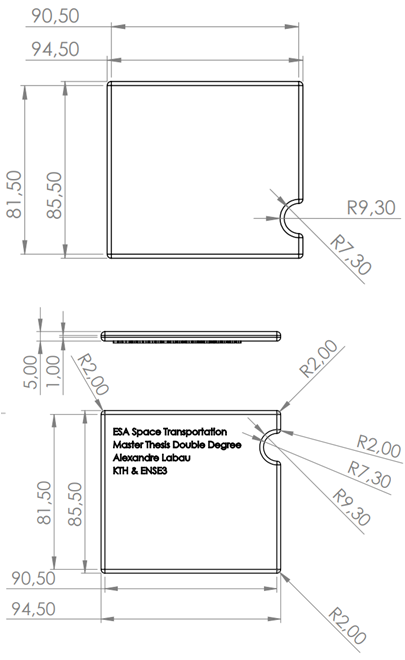 90,50
94,50
81,50
85,50
R9,30
R7,30
5,00
1,00
R2,00
R2,00
ESA Space Transportation
Master Thesis Double Degree
Alexandre Labau
KTH & ENSE3
R2,00
R7,30
R9,30
81,50
85,50
90,50
94,50
R2,00